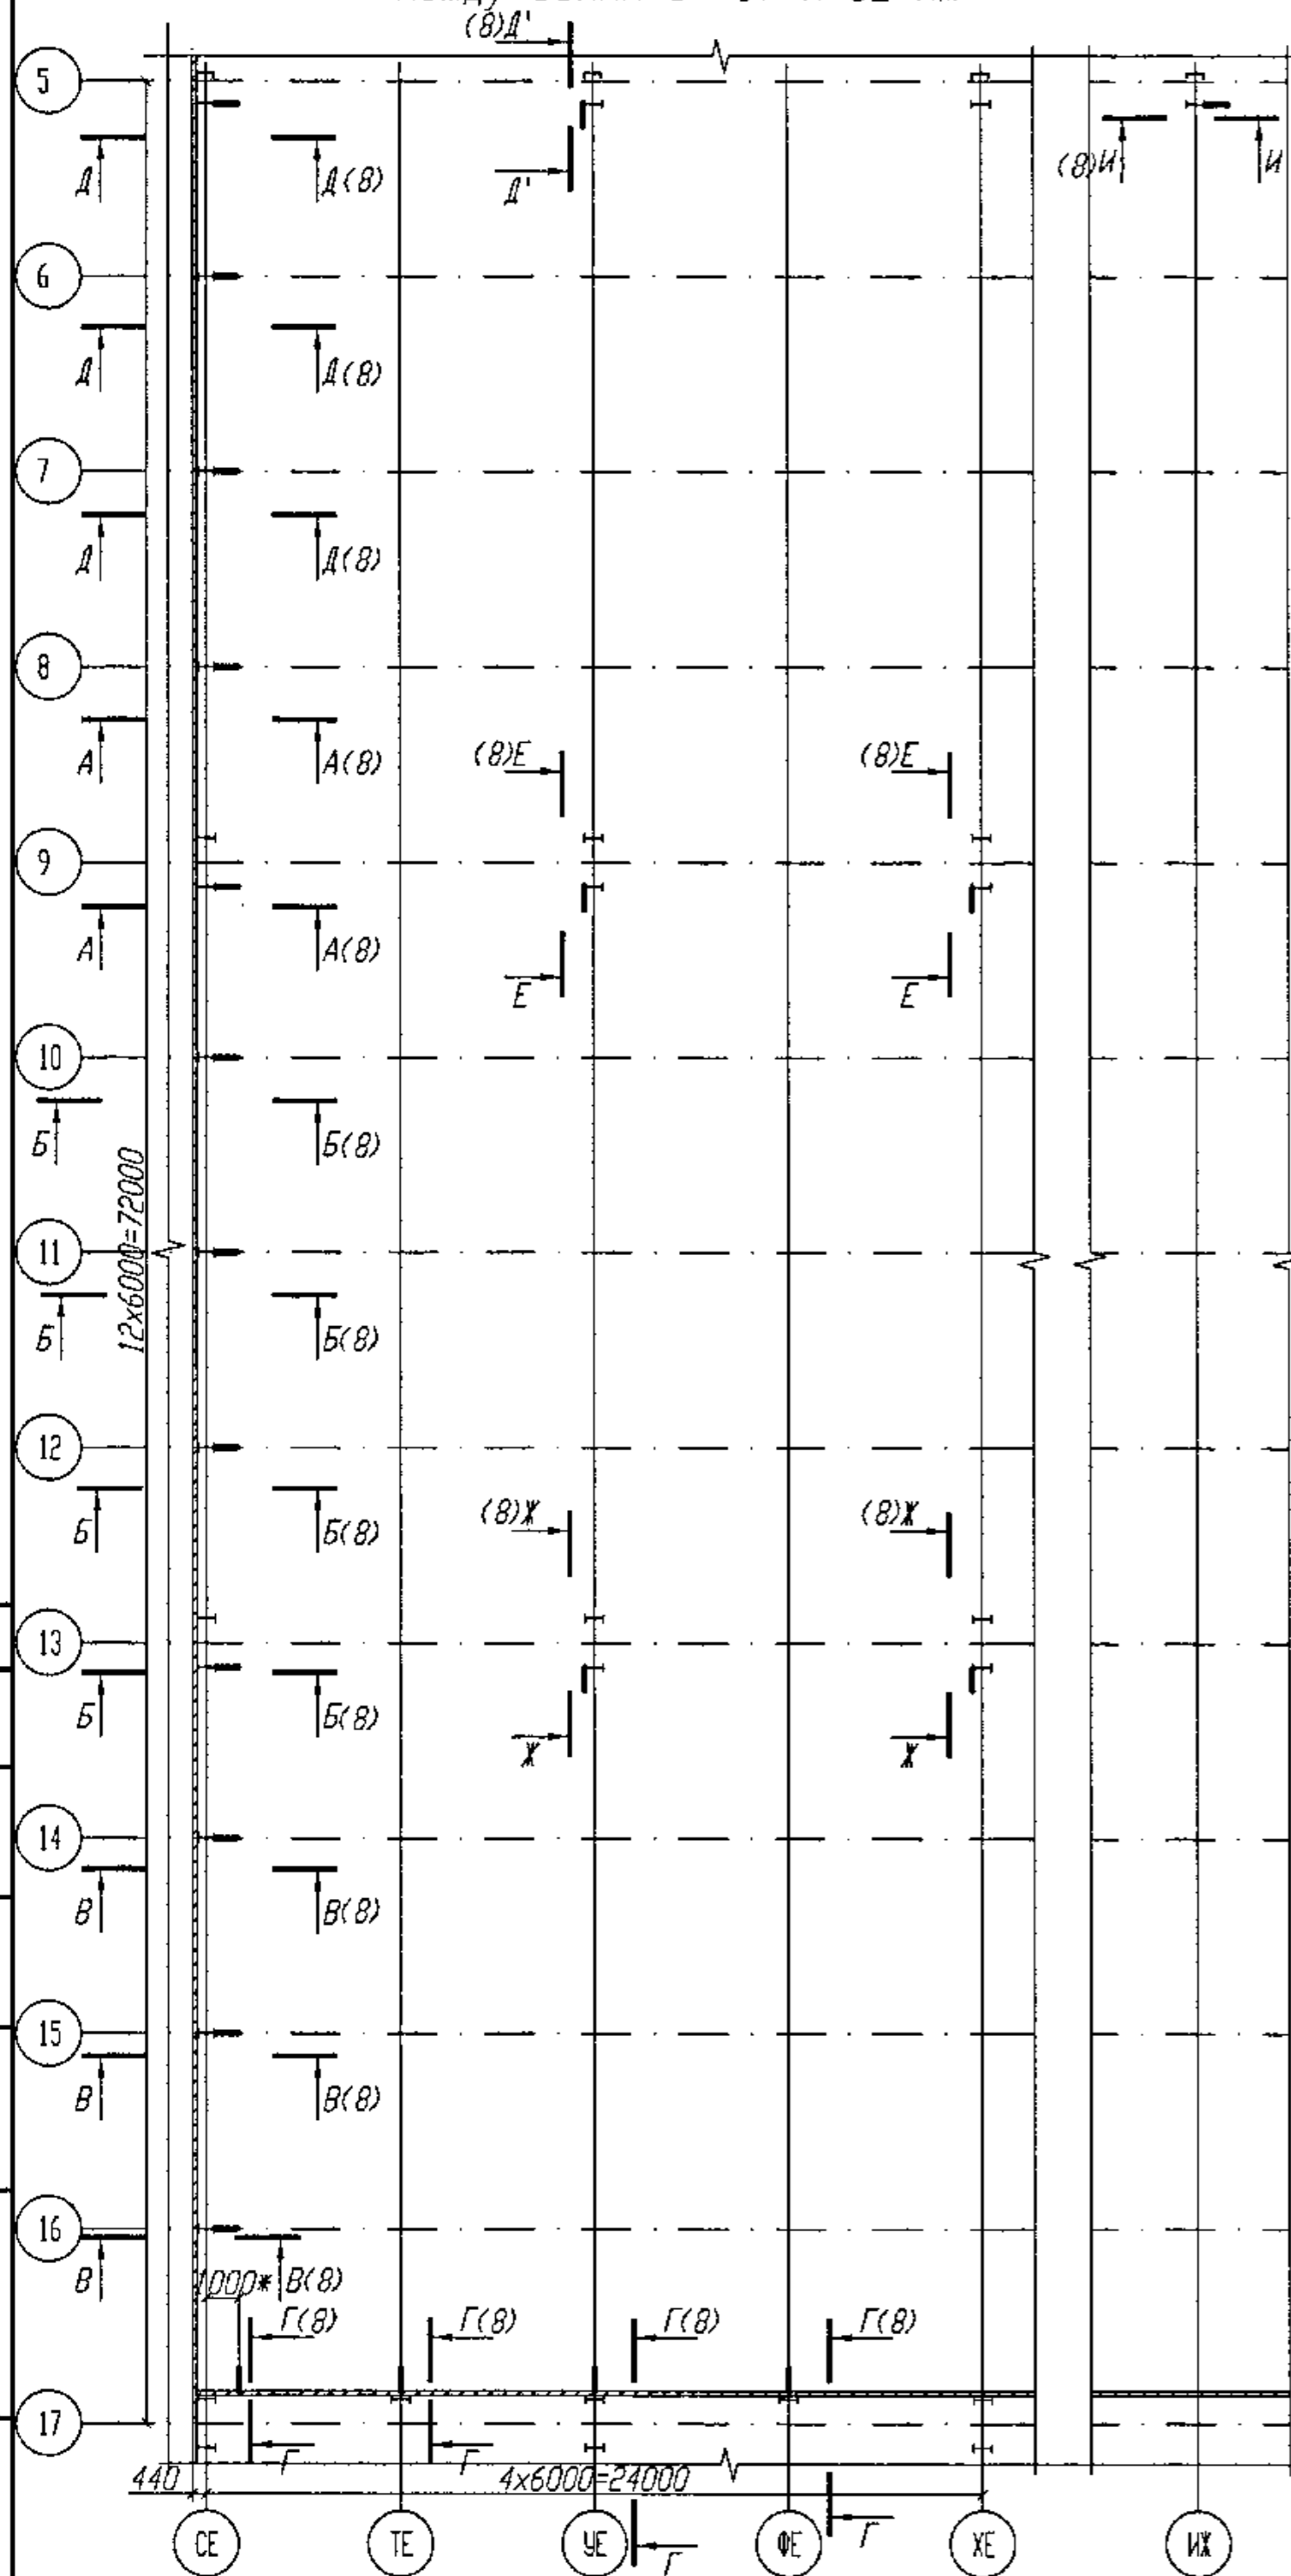 (8)Д'
5
Д
Д(8)
Д'
(8)И
И
6
Д
Д(8)
7
Д
Д(8)
8
А
А(8)
(8)Е
(8)Е
9
А
А(8)
Е
Е
10
Б
Б(8)
12х6000=72000
11
Б
Б(8)
12
Б
Б(8)
(8)Ж
(8)Ж
13
Б
Б(8)
Ж
Ж
14
В
В(8)
15
В
В(8)
16
В
1000*
В(8)
Г(8)
Г(8)
Г(8)
Г(8)
17
Г
Г
440
4х6000=24000
Г
Г
СЕ
ТЕ
УЕ
ФЕ
ХЕ
ИЖ